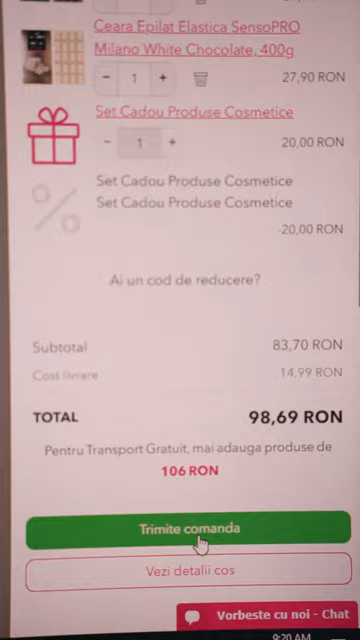 Ceara Epilat Elastica SensoPRO
Milano White Chocolate, 400g
- 1 +
27,90 RON
Set Cadou Produse Cosmetice
- 1 +
20,00 RON
Set Cadou Produse Cosmetice
Set Cadou Produse Cosmetice
-20,00 RON
Ai un cod de reducere?
Subtotal
83,70 RON
Cost livrare
14,99 RON
TOTAL
98,69 RON
Pentru Transport Gratuit, mai adauga produse de
106 RON
Trimite comanda
Vezi detalii cos
Vorbeste cu noi - Chat
9:20 AM